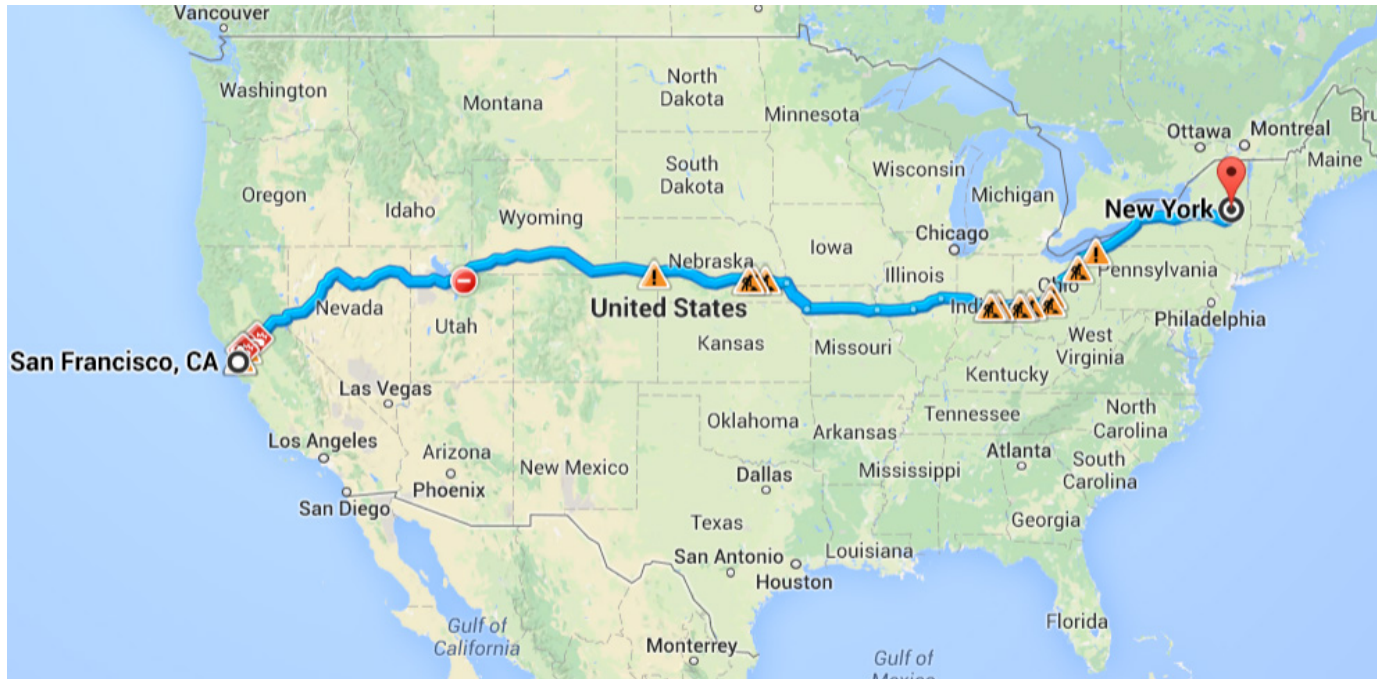 Vancouver
Washington
Montana
North
Dakota
Minnesota
Ottawa
Montreal
Maine
Oregon
Idaho
Wyoming
South
Dakota
Wisconsin
Michigan
New York
Chicago
Iowa
Nebraska
Illinois
Ohio
Pennsylvania
Nevada
Utah
United States
Philadelphia
San Francisco, CA
Kansas
Missouri
West
Virginia
Kentucky
Las Vegas
Oklahoma
Arkansas
Tennessee
North
Carolina
Los Angeles
Arizona
New Mexico
Dallas
Mississippi
Atlanta
South
Carolina
Phoenix
San Diego
Texas
Georgia
San Antonio
Louisiana
Houston
Florida
Gulf of
California
Monterrey
Gulf of